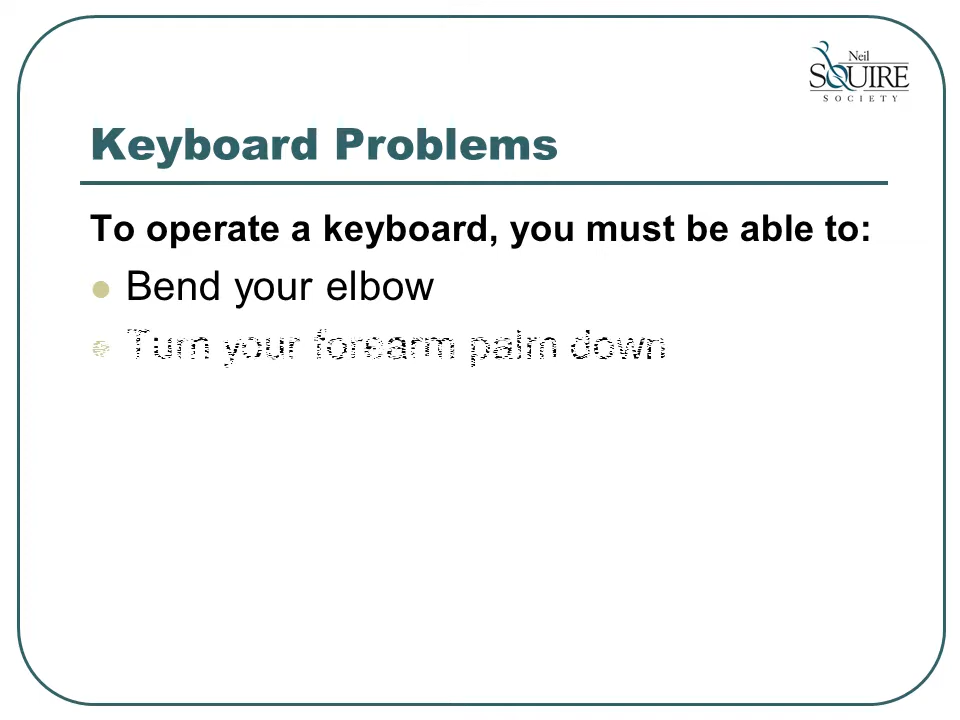 Neil
SQUIRE
SOCIETY
Keyboard Problems
To operate a keyboard, you must be able to:
Bend your elbow
Turn your forearm palm down